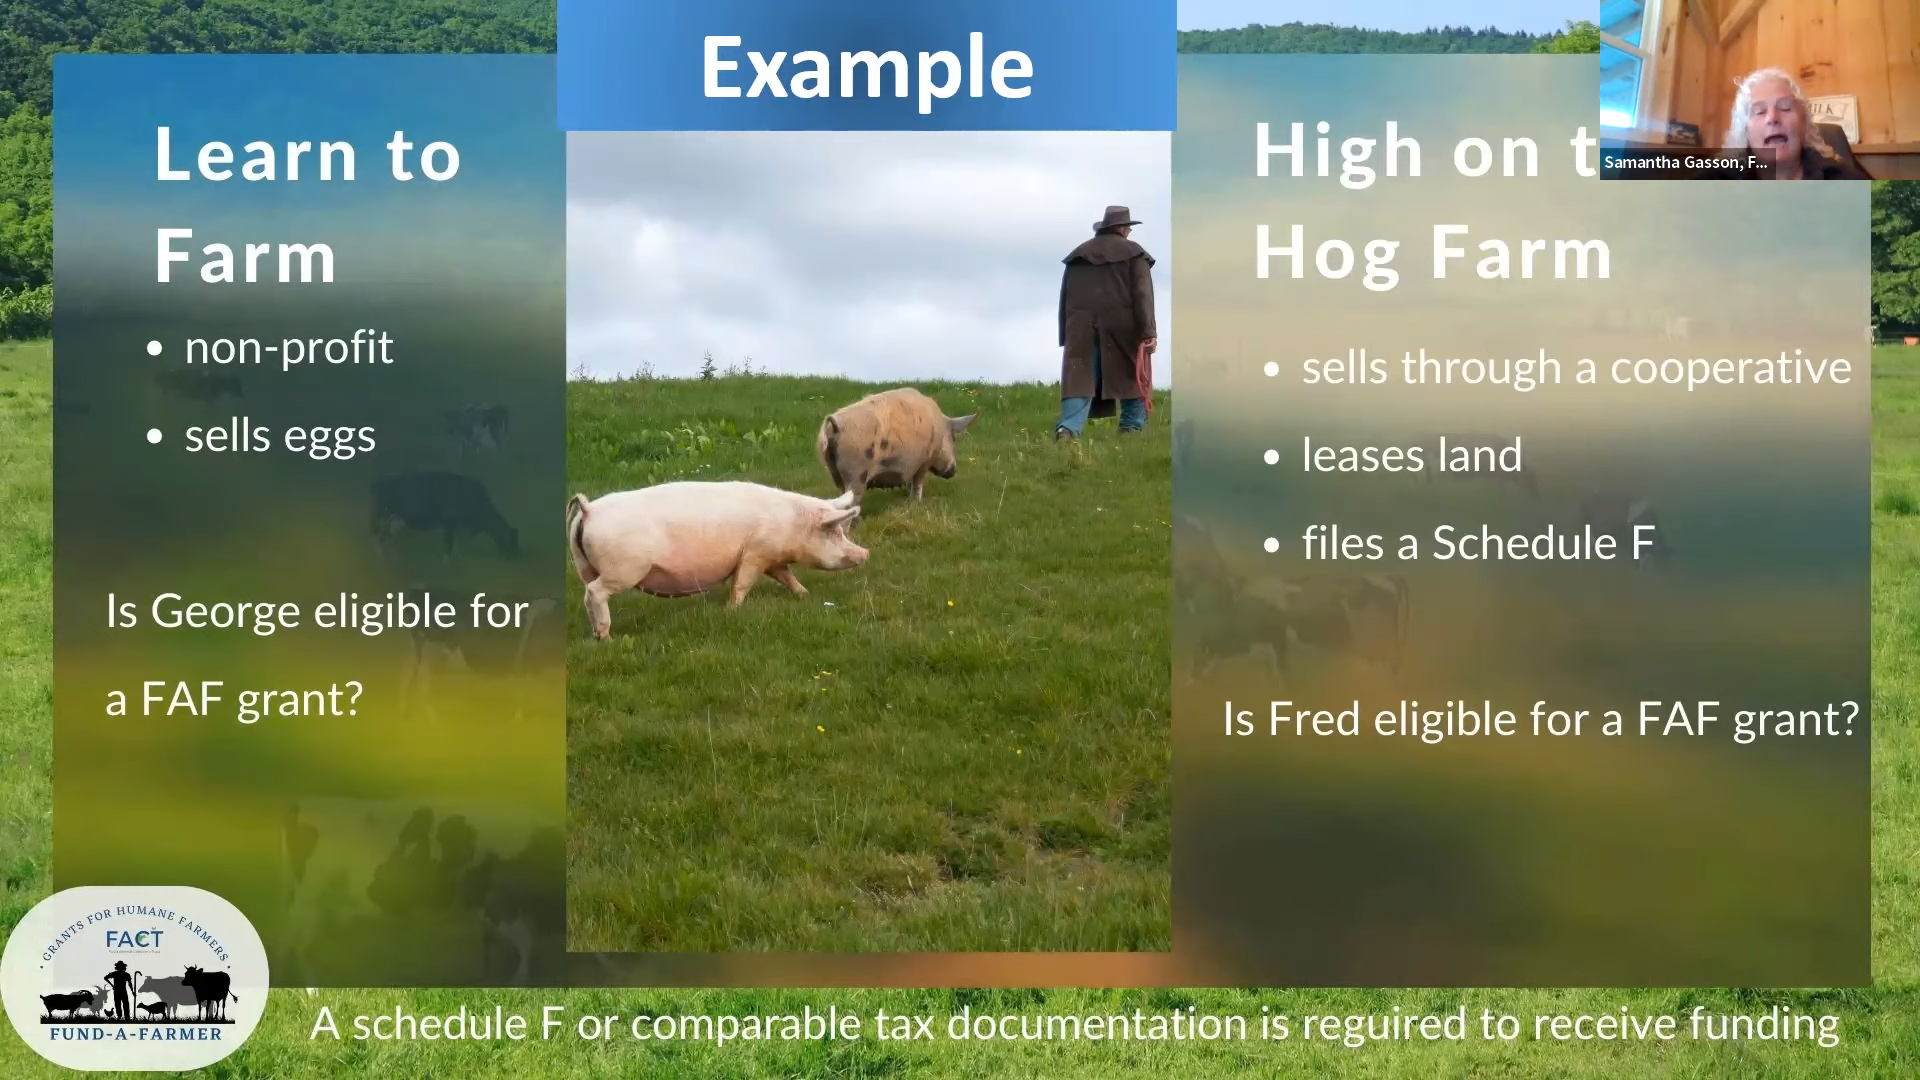 Example
Learn to
Farm
• non-profit
• sells eggs
Is George eligible for
a FAF grant?
High on t
Hog Farm
• sells through a cooperative
• leases land
• files a Schedule F
Is Fred eligible for a FAF grant?
Samantha Gasson, F...
GRANTS FOR HUMANE FARMERS
FACT
FUND-A-FARMER
A schedule F or comparable tax documentation is reguired to receive funding